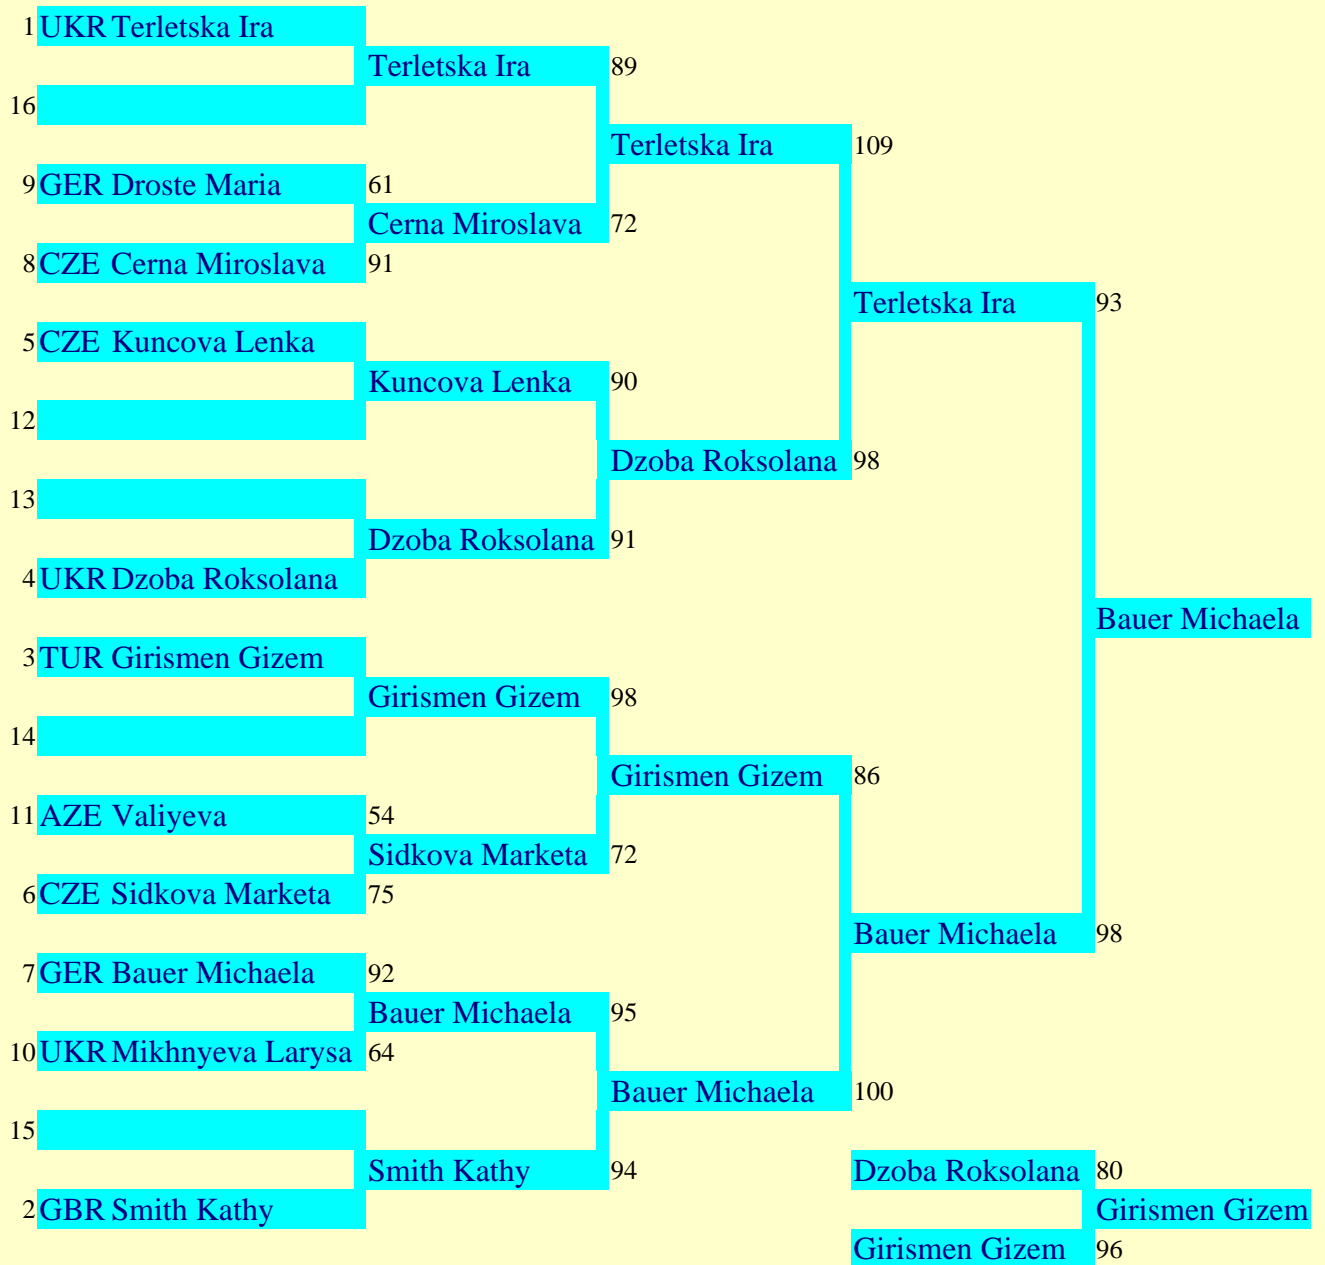 1 UKR Terletska Ira
Terletska Ira 89
16
Terletska Ira 109
9 GER Droste Maria 61
Cerna Miroslava 72
8 CZE Cerna Miroslava 91
Terletska Ira 93
5 CZE Kuncova Lenka
Kuncova Lenka 90
12
Dzoba Roksolana 98
13
Dzoba Roksolana 91
4 UKR Dzoba Roksolana
Bauer Michaela
3 TUR Girismen Gizem
Girismen Gizem 98
14
Girismen Gizem 86
11 AZE Valiyeva 54
Sidkova Marketa 72
6 CZE Sidkova Marketa 75
Bauer Michaela 98
7 GER Bauer Michaela 92
Bauer Michaela 95
10 UKR Mikhnyeva Larysa 64
Bauer Michaela 100
15
Smith Kathy 94 Dzoba Roksolana 80
2 GBR Smith Kathy Girismen Gizem
Girismen Gizem 96